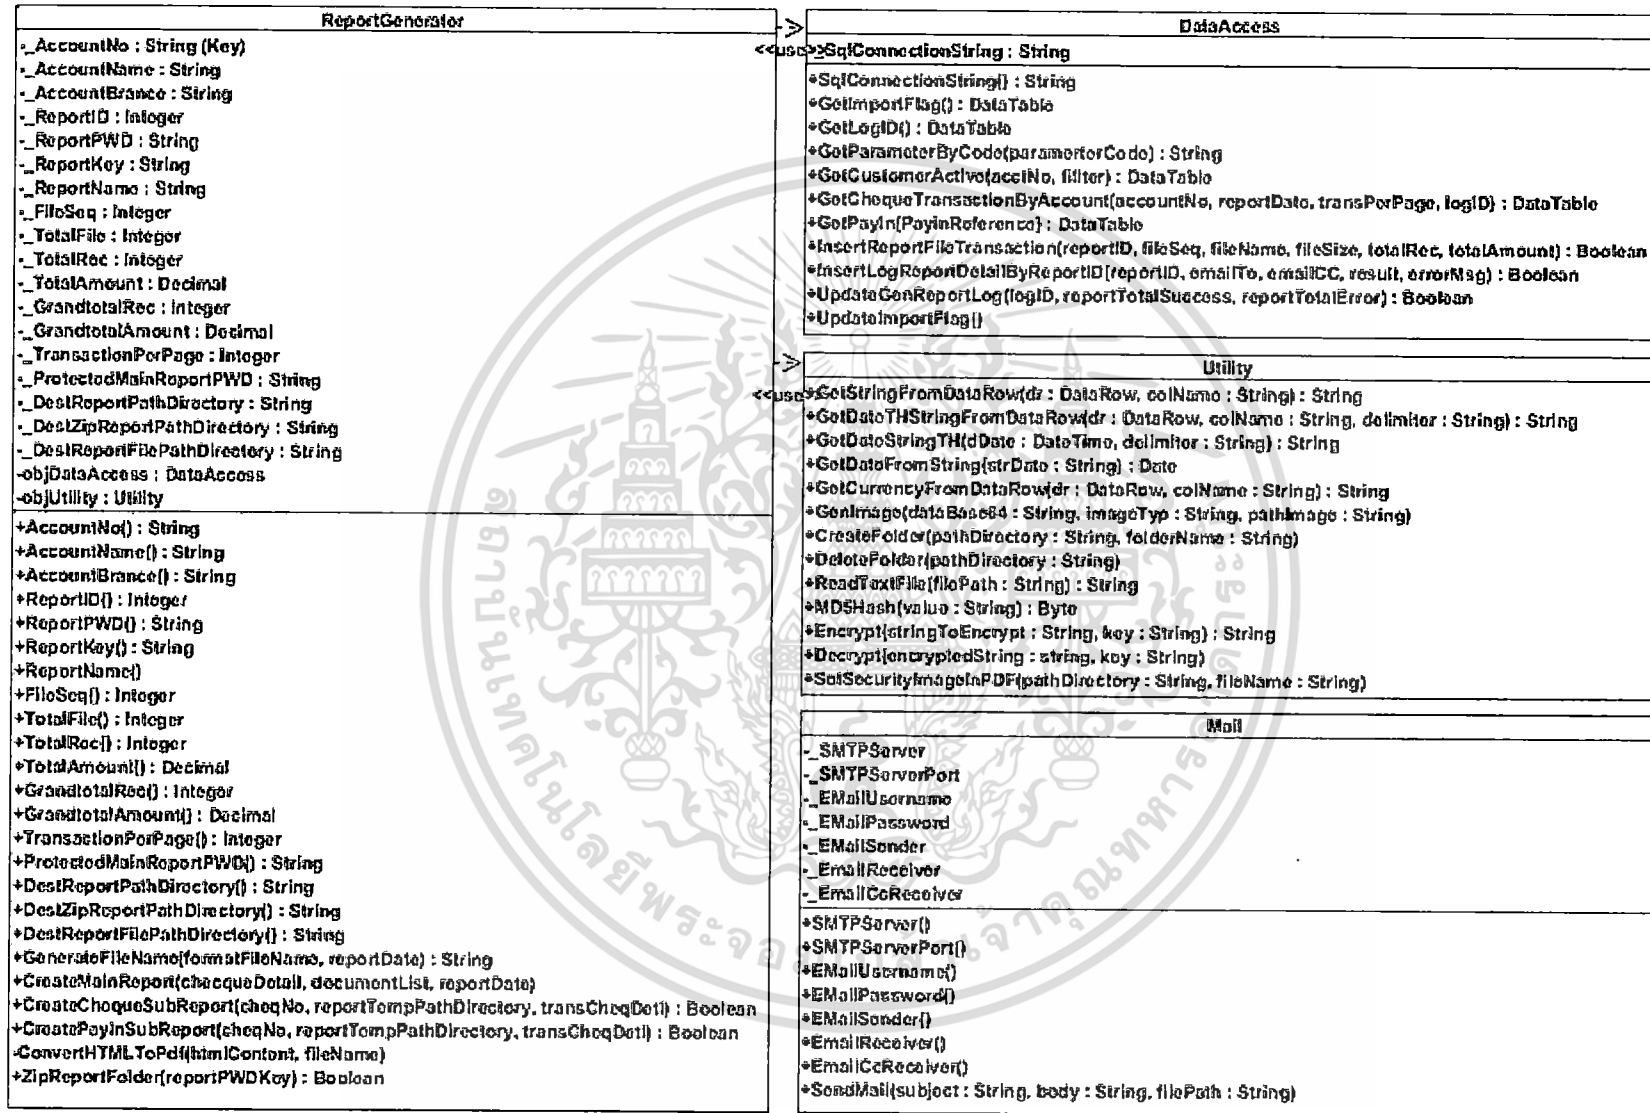 ReportGenerator
-_AccountNo : String (Key)
-_AccountName : String
-_AccountBrance : String
-_ReportID : Integer
-_ReportPWD : String
-_ReportKey : String
-_ReportName : String
-_FileSeq : Integer
-_TotalFile : Integer
-_TotalRec : Integer
-_TotalAmount : Decimal
-_GrandtotalRec : Integer
-_GrandtotalAmount : Decimal
-_TransactionPerPage : Integer
-_ProtectedMainReportPWD : String
-_DestReportPathDirectory : String
-_DestZipReportPathDirectory : String
-_DestReportFilePathDirectory : String
-objDataAccess : DataAccess
-objUtility : Utility
+AccountNo() : String
+AccountName() : String
+AccountBrance() : String
+ReportID() : Integer
+ReportPWD() : String
+ReportKey() : String
+ReportName()
+FileSeq() : Integer
+TotalFile() : Integer
+TotalRec() : Integer
+TotalAmount() : Decimal
+GrandtotalRec() : Integer
+GrandtotalAmount() : Decimal
+TransactionPerPage() : Integer
+ProtectedMainReportPWD() : String
+DestReportPathDirectory() : String
+DestZipReportPathDirectory() : String
+DestReportFilePathDirectory() : String
+GenerateFileName(formatFileName, reportDate) : String
+CreateMainReport(checqueDetail, documentList, reportDate)
+CreateChequeSubReport(cheqNo, reportTempPathDirectory, transCheqDetl) : Boolean
+CreatePayInSubReport(cheqNo, reportTempPathDirectory, transCheqDetl) : Boolean
-ConvertHTMLToPdf(htmlContent, fileName)
+ZipReportFolder(reportPWDKey) : Boolean
DataAccess
<<use>>
-_SqlConnectionString : String
+SqlConnectionString() : String
+GetImportFlag() : DataTable
+GetLogID() : DataTable
+GetParameterByCode(paramerterCode) : String
+GetCustomerActive(acctNo, fillter) : DataTable
+GetChequeTransactionByAccount(accountNo, reportDate, transPerPage, logID) : DataTable
+GetPayIn(PayinReference) : DataTable
+InsertReportFileTransaction(reportID, fileSeq, fileName, fileSize, totalRec, totalAmount) : Boolean
+InsertLogReportDetailByReportID(reportID, emailTo, emailCC, result, errorMsg) : Boolean
+UpdateGenReportLog(logID, reportTotalSuccess, reportTotalError) : Boolean
+UpdateImportFlag()
Utility
<<use>>
+GetStringFromDataRow(dr : DataRow, colName : String) : String
+GetDateTHStringFromDataRow(dr : DataRow, colName : String, delimiter : String) : String
+GetDateStringTH(dDate : DateTime, delimiter : String) : String
+GetDateFromString(strDate : String) : Date
+GetCurrencyFromDataRow(dr : DataRow, colName : String) : String
+GenImage(dataBase64 : String, imageTyp : String, pathImage : String)
+CreateFolder(pathDirectory : String, folderName : String)
+DeleteFolder(pathDirectory : String)
+ReadTextFile(filePath : String) : String
+MD5Hash(value : String) : Byte
+Encrypt(stringToEncrypt : String, key : String) : String
+Decrypt(encryptedString : string, key : String)
+SetSecurityImageInPDF(pathDirectory : String, fileName : String)
Mail
-_SMTPServer
-_SMTPServerPort
-_EMailUsername
-_EMailPassword
-_EMailSender
-_EmailReceiver
-_EmailCcReceiver
+SMTPServer()
+SMTPServerPort()
+EMailUsername()
+EMailPassword()
+EMailSender()
+EmailReceiver()
+EmailCcReceiver()
+SendMail(subject : String, body : String, filePath : String)